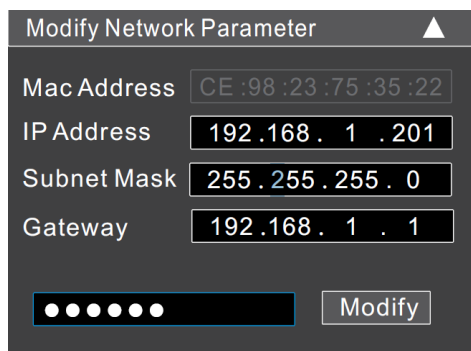 Modify Network Parameter
Mac Address CE:98:23:75:35:22
IP Address 192.168. 1 .201
Subnet Mask 255.255.255. 0
Gateway 192.168. 1 . 1
●●●●●● Modify